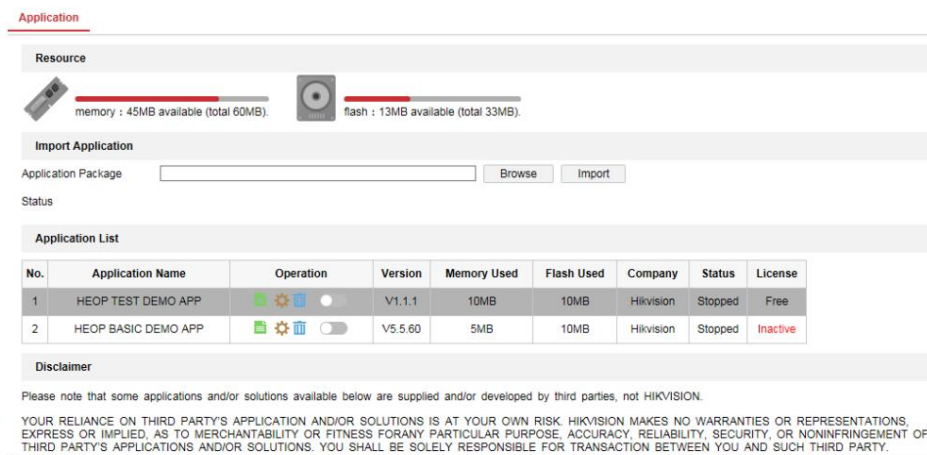 Application
Resource
memory : 45MB available (total 60MB).
flash : 13MB available (total 33MB).
Import Application
Application Package Browse Import
Status
Application List
No. Application Name Operation Version Memory Used Flash Used Company Status License
1 HEOP TEST DEMO APP V1.1.1 10MB 10MB Hikvision Stopped Free
2 HEOP BASIC DEMO APP V5.5.60 5MB 10MB Hikvision Stopped Inactive
Disclaimer
Please note that some applications and/or solutions available below are supplied and/or developed by third parties, not HIKVISION.
YOUR RELIANCE ON THIRD PARTY'S APPLICATION AND/OR SOLUTIONS IS AT YOUR OWN RISK. HIKVISION MAKES NO WARRANTIES OR REPRESENTATIONS,
EXPRESS OR IMPLIED, AS TO MERCHANTABILITY OR FITNESS FORANY PARTICULAR PURPOSE, ACCURACY, RELIABILITY, SECURITY, OR NONINFRINGEMENT OF
THIRD PARTY'S APPLICATIONS AND/OR SOLUTIONS. YOU SHALL BE SOLELY RESPONSIBLE FOR TRANSACTION BETWEEN YOU AND SUCH THIRD PARTY.